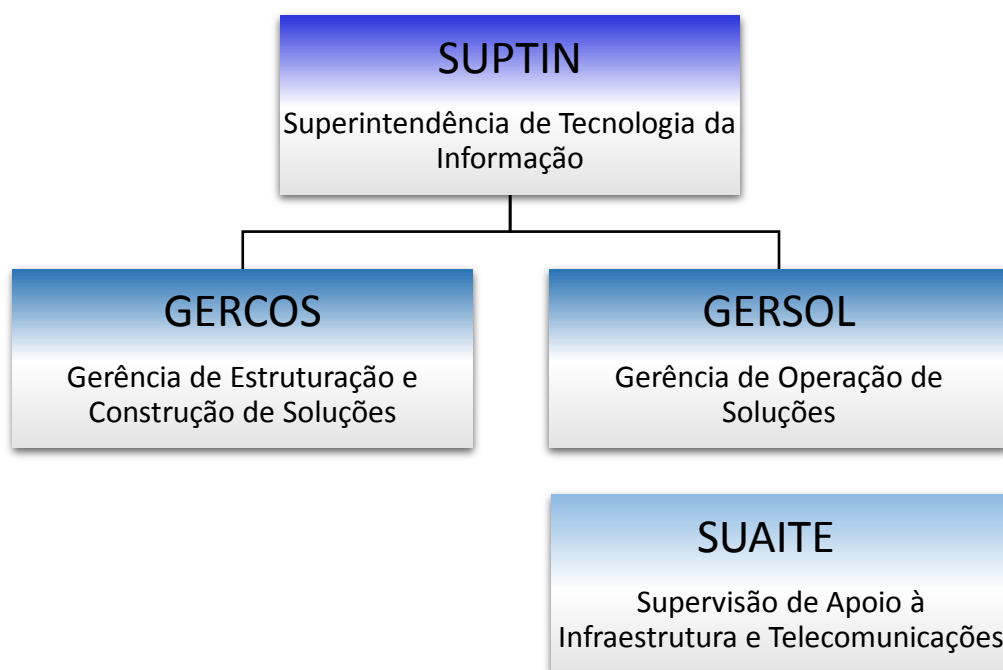 SUPTIN
Superintendência de Tecnologia da
Informação
GERCOS
Gerência de Estruturação e
Construção de Soluções
GERSOL
Gerência de Operação de
Soluções
SUAITE
Supervisão de Apoio à
Infraestrutura e Telecomunicações